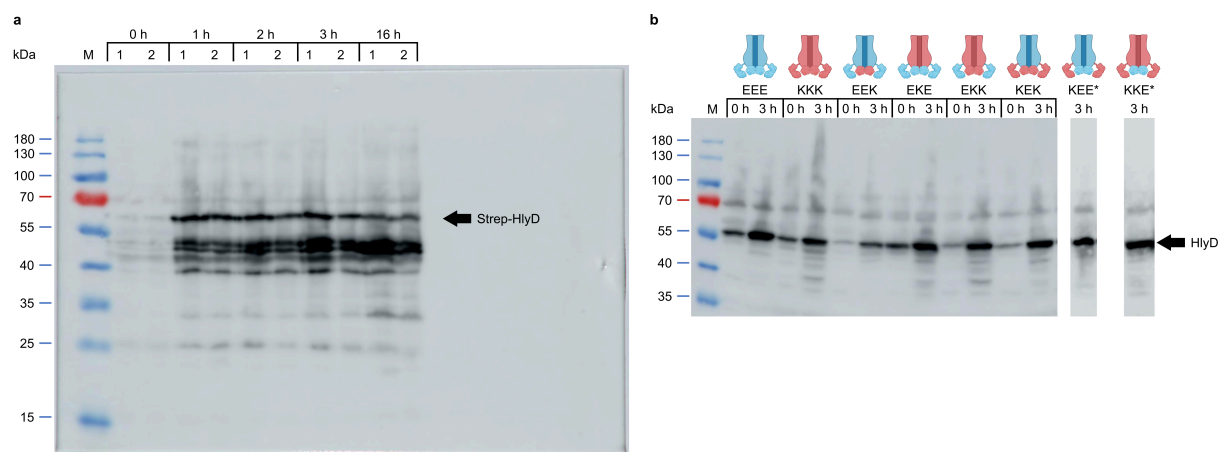 a
0 h 1 h 2 h 3 h 16 h
kDa M 1 2 1 2 1 2 1 2 1 2
180
130
100
70
55
40
35
25
15
Strep-HlyD
b
EEE KKK EEK EKE EKK KEK KEE* KKE*
kDa M 0 h 3 h 0 h 3 h 0 h 3 h 0 h 3 h 0 h 3 h 0 h 3 h 3 h 3 h
180
130
100
70
55
40
35
HlyD